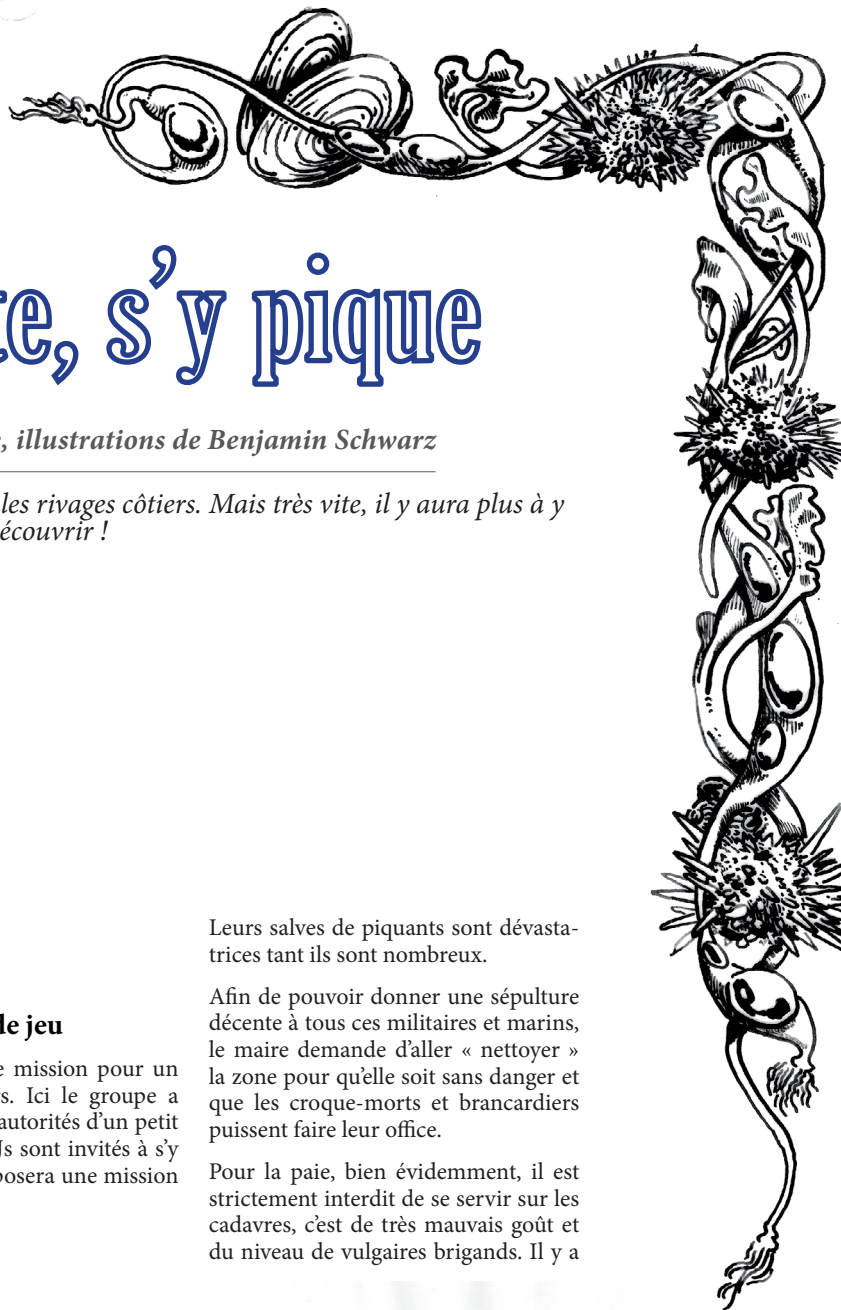 te, s’y pique
, illustrations de Benjamin Schwarz
les rivages côtiers. Mais très vite, il y aura plus à y
écouvrir !
de jeu
e mission pour un
rs. Ici le groupe a
autorités d’un petit
Js sont invités à s’y
posera une mission
Leurs salves de piquants sont dévasta-
trices tant ils sont nombreux.
Afin de pouvoir donner une sépulture
décente à tous ces militaires et marins,
le maire demande d’aller « nettoyer »
la zone pour qu’elle soit sans danger et
que les croque-morts et brancardiers
puissent faire leur office.
Pour la paie, bien évidemment, il est
strictement interdit de se servir sur les
cadavres, c’est de très mauvais goût et
du niveau de vulgaires brigands. Il y a